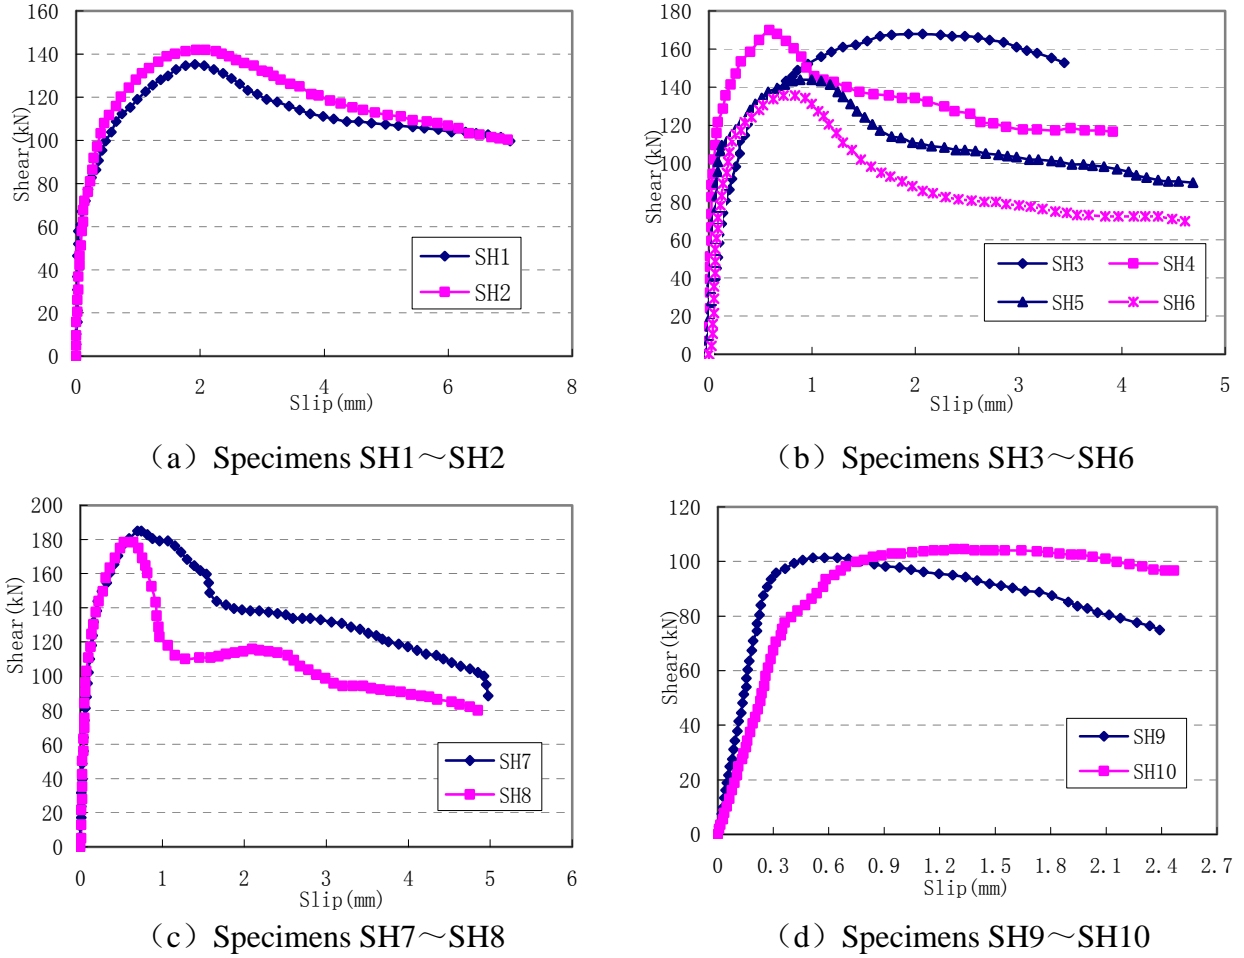 160
140
120
100
80
60
40
20
0
Shear(kN)
SH1
SH2
0 2 4 6 8
Slip(mm)
(a) Specimens SH1～SH2
180
160
140
120
100
80
60
40
20
0
Shear(kN)
SH3 SH4
SH5 SH6
0 1 2 3 4 5
Slip(mm)
(b) Specimens SH3～SH6
200
180
160
140
120
100
80
60
40
20
0
Shear(kN)
SH7
SH8
0 1 2 3 4 5 6
Slip(mm)
(c) Specimens SH7～SH8
120
100
80
60
40
20
0
Shear(kN)
SH9
SH10
0 0.3 0.6 0.9 1.2 1.5 1.8 2.1 2.4 2.7
Slip(mm)
(d) Specimens SH9～SH10